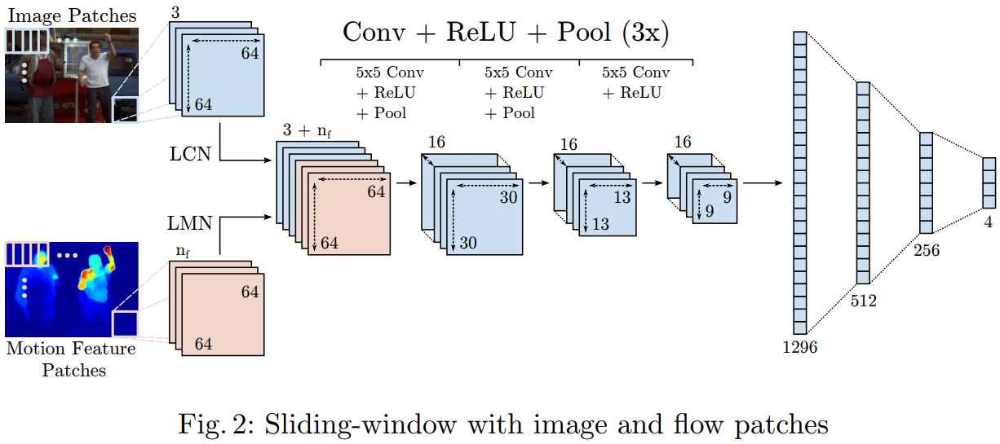 Image Patches
3
64
64
Conv + ReLU + Pool (3x)
5x5 Conv
+ ReLU
+ Pool
5x5 Conv
+ ReLU
+ Pool
5x5 Conv
+ ReLU
LCN
3 + nf
64
64
LMN
16
30
30
16
13
13
16
9
9
1296
512
256
4
nf
64
64
Motion Feature
Patches
Fig. 2: Sliding-window with image and flow patches